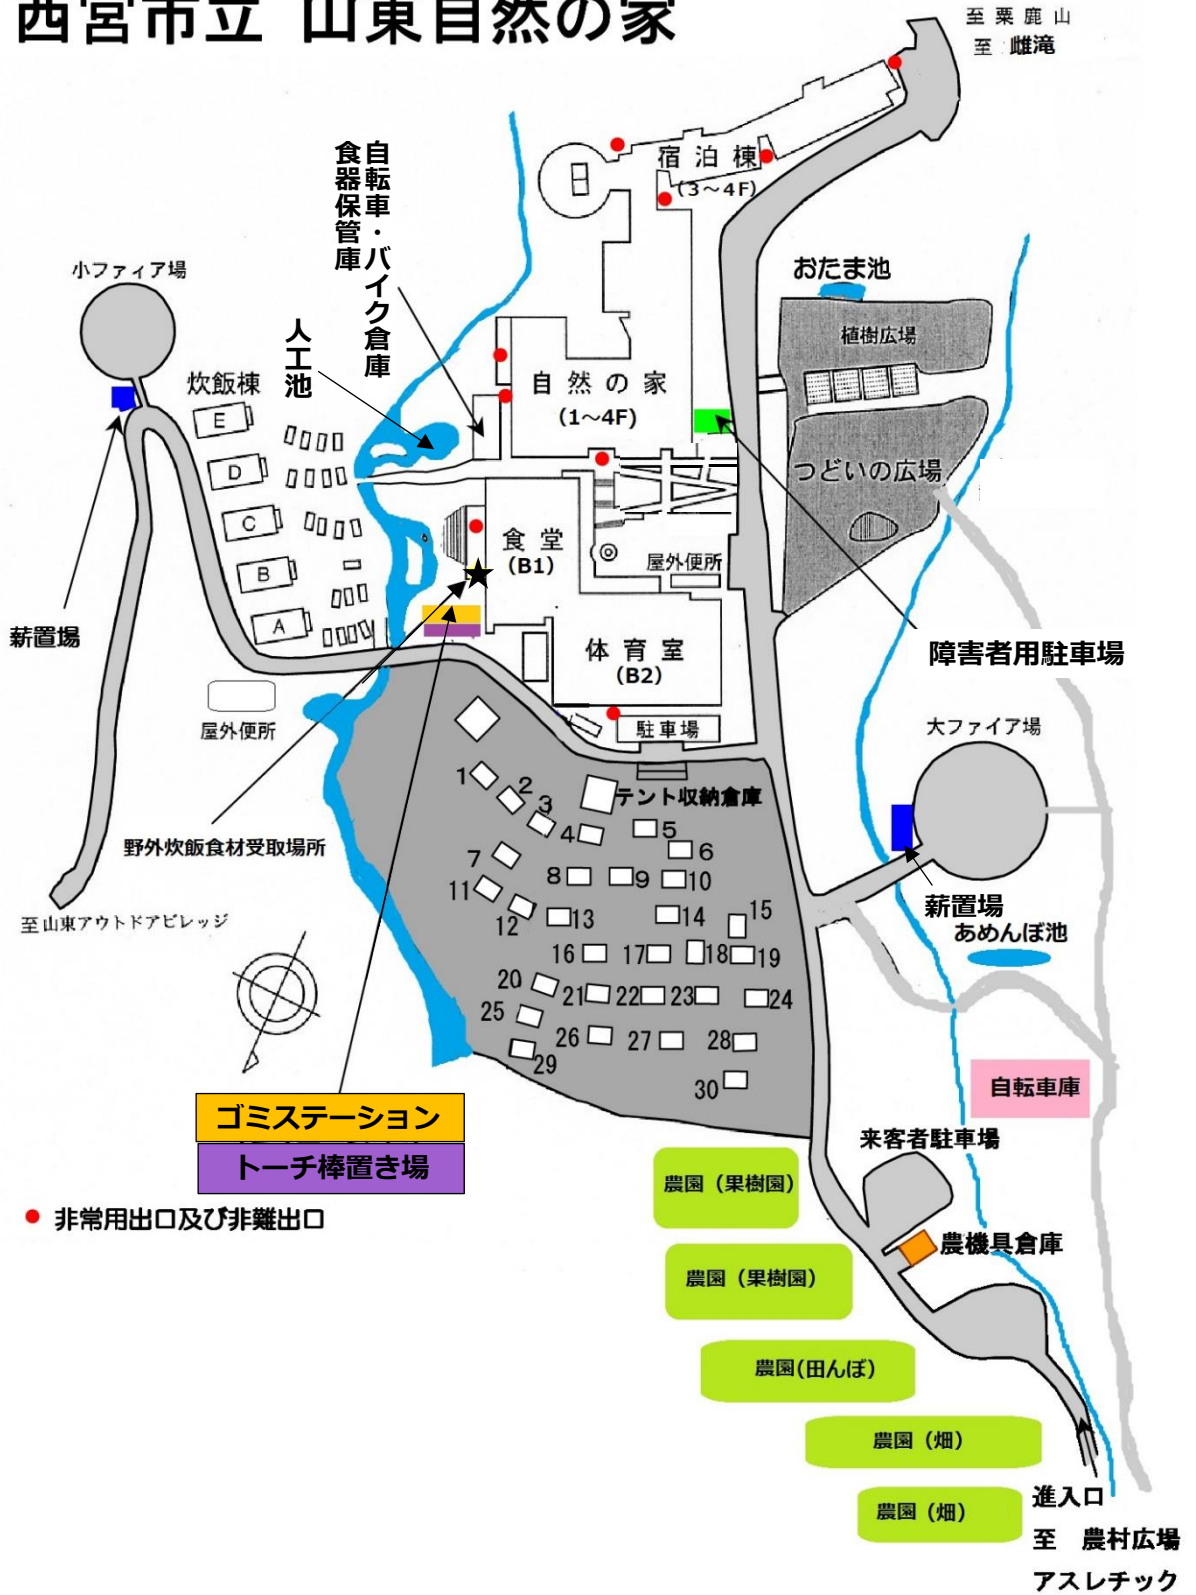 西宮市立 山東自然の家
至 粟鹿山
至 雌滝
宿泊棟
(3～4F)
自転車・バイク倉庫
食器保管庫
小ファィア場
人工池
おたま池
植樹広場
炊飯棟
E
D
C
B
A
自然の家
(1～4F)
つどいの広場
食堂
(B1)
屋外便所
薪置場
体育室
(B2)
障害者用駐車場
屋外便所
駐車場
大ファイア場
テント収納倉庫
1
2
3
4
5
6
7
8
9
10
11
12
13
14
15
16
17
18
19
20
21
22
23
24
25
26
27
28
29
30
野外炊飯食材受取場所
至山東アウトドアビレッジ
薪置場
あめんぼ池
自転車庫
ゴミステーション
トーチ棒置き場
来客者駐車場
農園（果樹園）
非常用出口及び非難出口
農機具倉庫
農園（果樹園）
農園(田んぼ)
農園（畑）
農園（畑）
進入口
至 農村広場
アスレチック